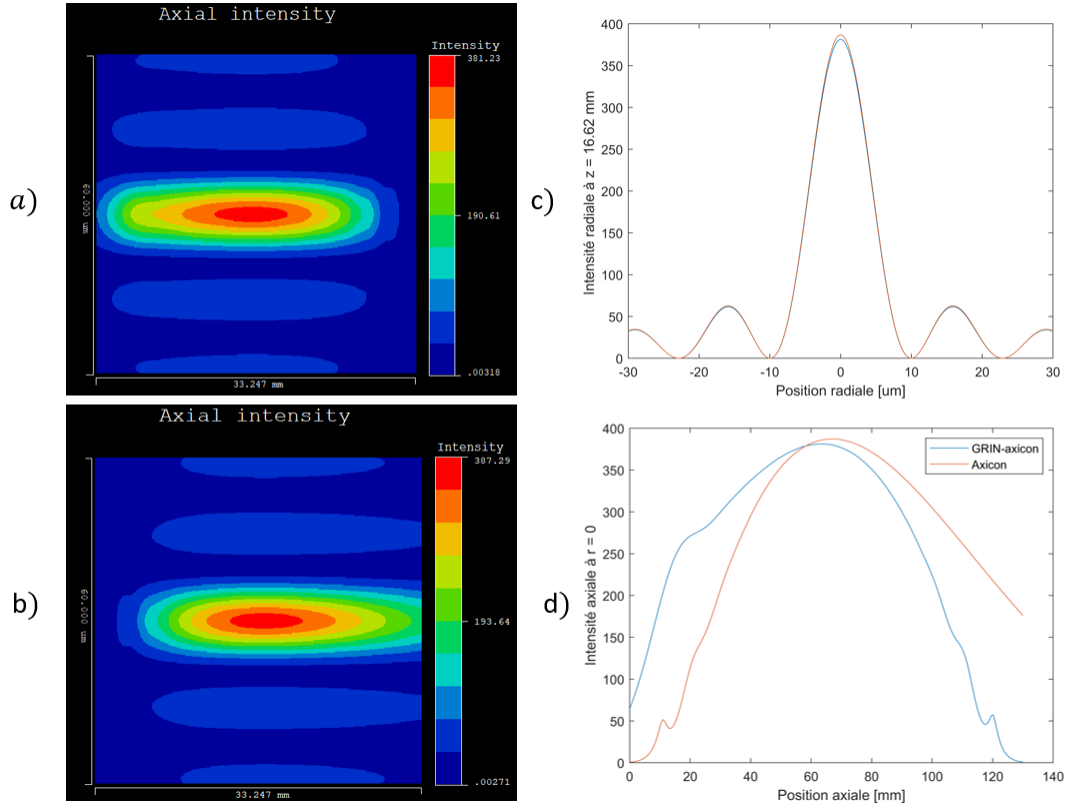 a)
Axial intensity
Intensity
381.23
190.61
.00318
60.000 um
33.247 mm
b)
Axial intensity
Intensity
387.29
193.64
.00271
60.000 um
33.247 mm
c)
Intensité radiale à z = 16.62 mm
400
350
300
250
200
150
100
50
0
-30 -20 -10 0 10 20 30
Position radiale [um]
d)
Intensité axiale à r = 0
400
350
300
250
200
150
100
50
0
GRIN-axicon
Axicon
0 20 40 60 80 100 120 140
Position axiale [mm]